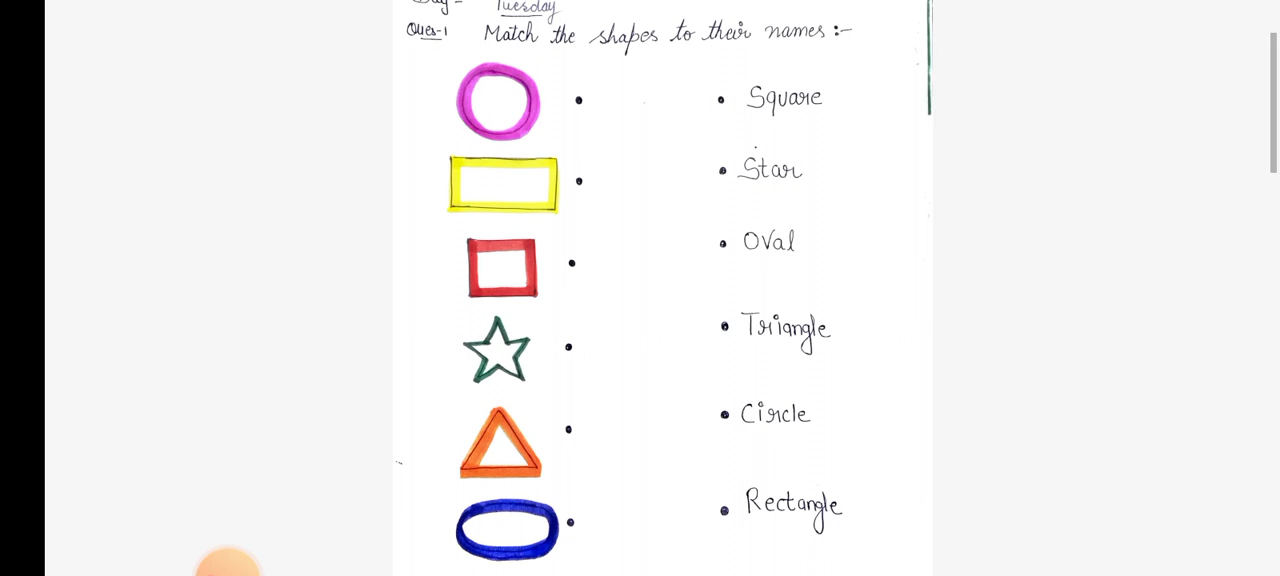 Tuesday
Ques-1 Match the shapes to their names :-
Square
Star
Oval
Triangle
Circle
Rectangle